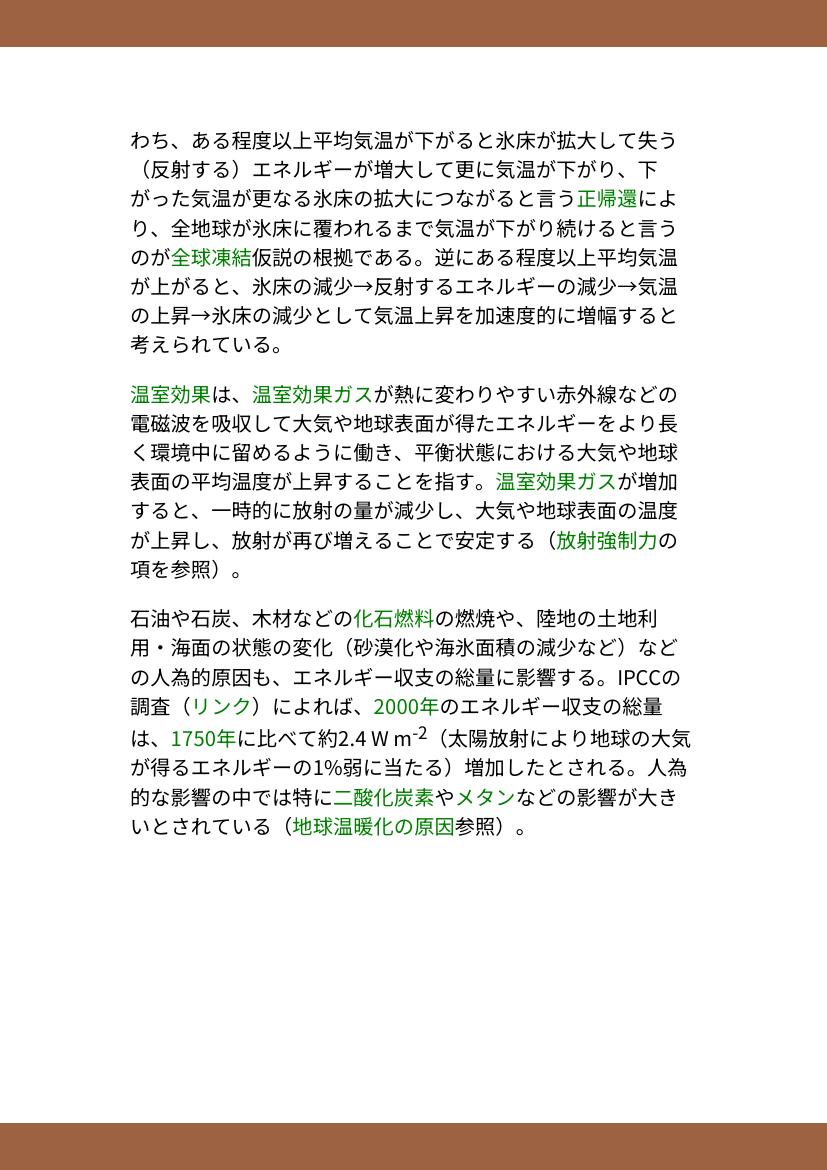 わち、ある程度以上平均気温が下がると氷床が拡大して失う
（反射する）エネルギーが増大して更に気温が下がり、下
がった気温が更なる氷床の拡大につながると言う正帰還によ
り、全地球が氷床に覆われるまで気温が下がり続けると言う
のが全球凍結仮説の根拠である。逆にある程度以上平均気温
が上がると、氷床の減少→反射するエネルギーの減少→気温
の上昇→氷床の減少として気温上昇を加速度的に増幅すると
考えられている。
温室効果は、温室効果ガスが熱に変わりやすい赤外線などの
電磁波を吸収して大気や地球表面が得たエネルギーをより長
く環境中に留めるように働き、平衡状態における大気や地球
表面の平均温度が上昇することを指す。温室効果ガスが増加
すると、一時的に放射の量が減少し、大気や地球表面の温度
が上昇し、放射が再び増えることで安定する（放射強制力の
項を参照）。
石油や石炭、木材などの化石燃料の燃焼や、陸地の土地利
用・海面の状態の変化（砂漠化や海氷面積の減少など）など
の人為的原因も、エネルギー収支の総量に影響する。IPCCの
調査（リンク）によれば、2000年のエネルギー収支の総量
は、1750年に比べて約2.4 W m-2（太陽放射により地球の大気
が得るエネルギーの1%弱に当たる）増加したとされる。人為
的な影響の中では特に二酸化炭素やメタンなどの影響が大き
いとされている（地球温暖化の原因参照）。